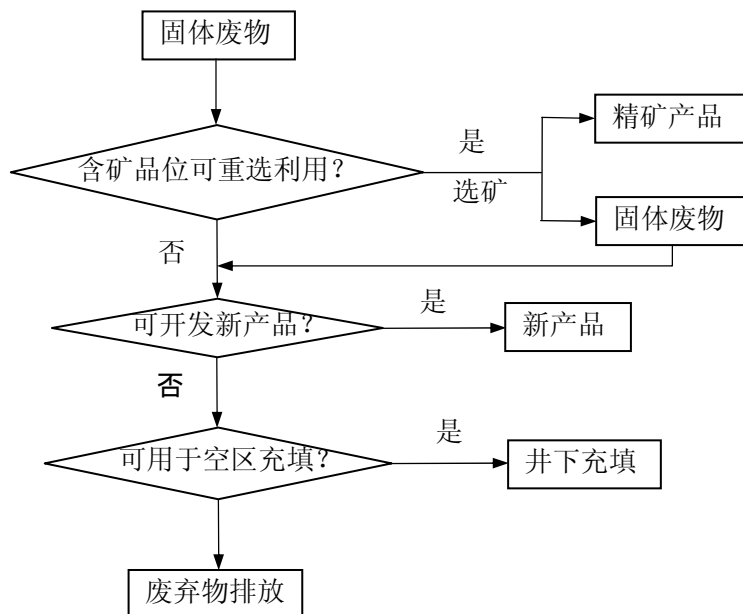 固体废物
精矿产品
是
含矿品位可重选利用？
选矿
固体废物
否
是
可开发新产品？
新产品
否
是
可用于空区充填？
井下充填
废弃物排放